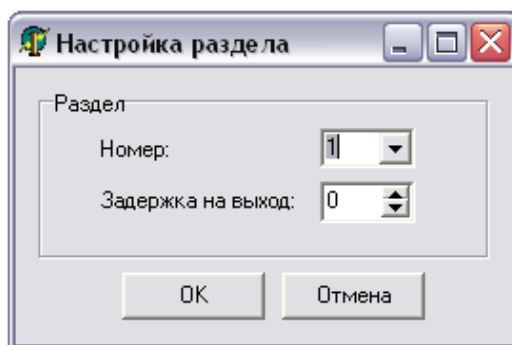 Настройка раздела
Раздел
Номер: 1
Задержка на выход: 0
OK Отмена